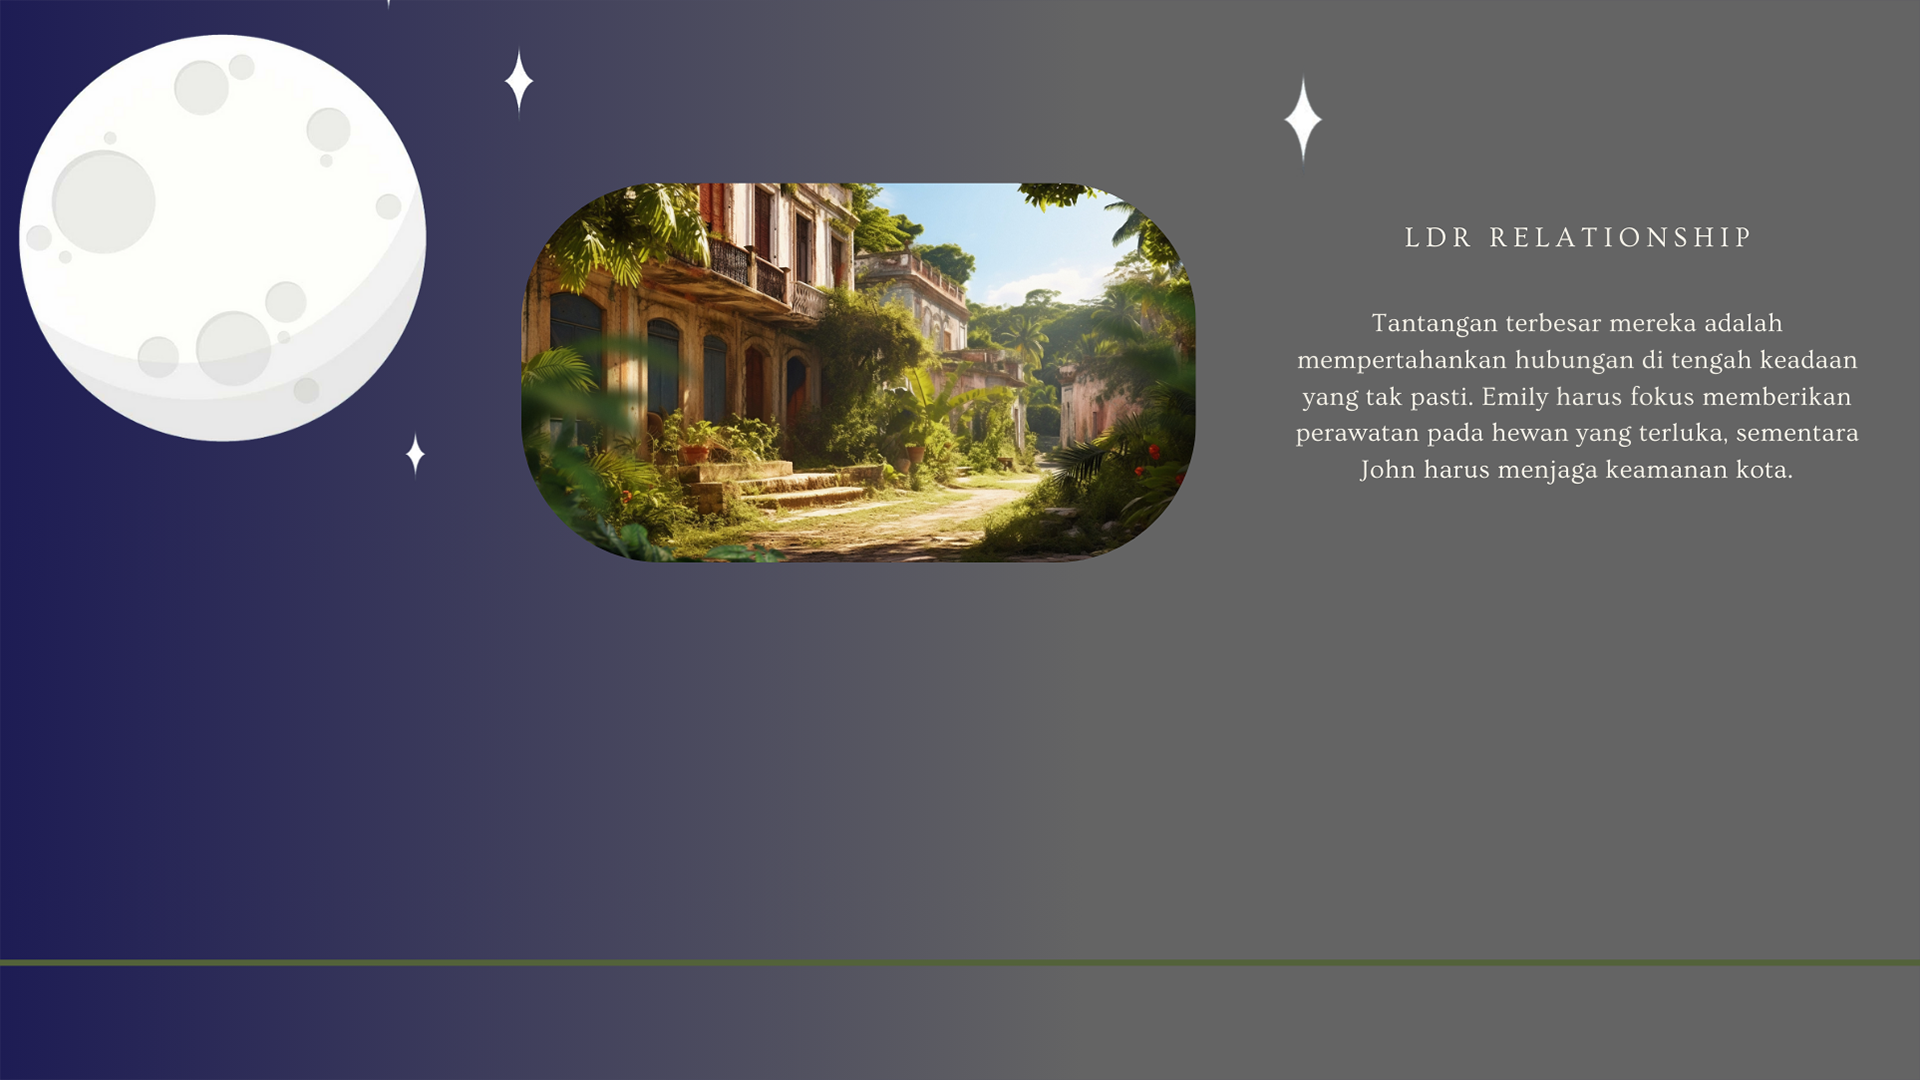 LDR RELATIONSHIP
Tantangan terbesar mereka adalah
mempertahankan hubungan di tengah keadaan
yang tak pasti. Emily harus fokus memberikan
perawatan pada hewan yang terluka, sementara
John harus menjaga keamanan kota.